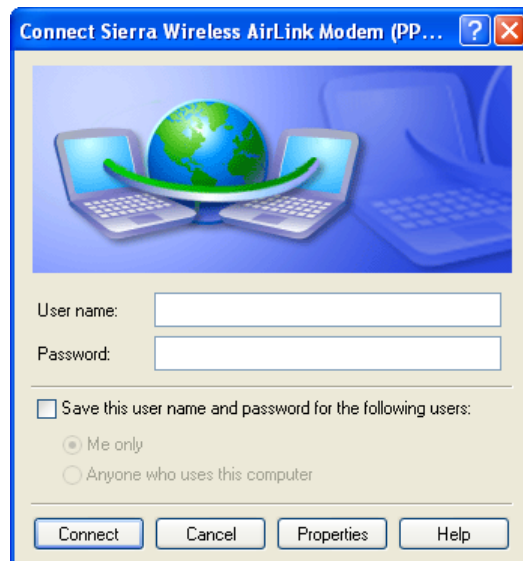 Connect Sierra Wireless AirLink Modem (PP...
User name:
Password:
Save this user name and password for the following users:
Me only
Anyone who uses this computer
Connect Cancel Properties Help